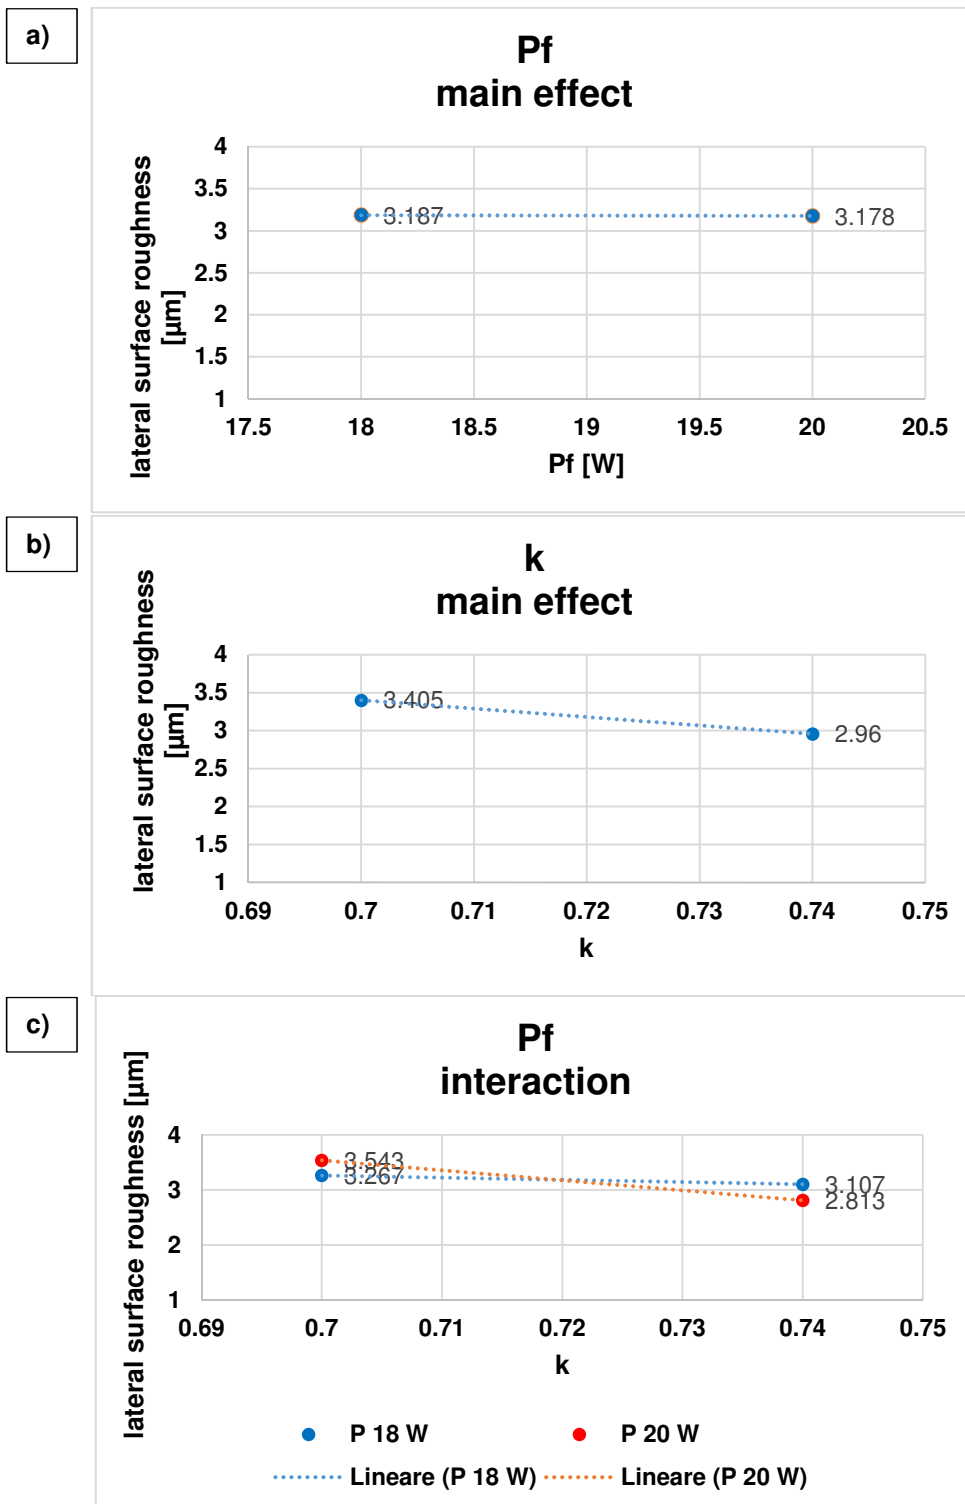 a)
Pf
main effect
lateral surface roughness
[µm]
4
3.5
3
2.5
2
1.5
1
3.187
3.178
17.5 18 18.5 19 19.5 20 20.5
Pf [W]
b)
k
main effect
lateral surface roughness
[µm]
4
3.5
3
2.5
2
1.5
1
3.405
2.96
0.69 0.7 0.71 0.72 0.73 0.74 0.75
k
c)
Pf
interaction
lateral surface roughness [µm]
4
3
2
1
3.543
3.267
3.107
2.813
0.69 0.7 0.71 0.72 0.73 0.74 0.75
k
P 18 W P 20 W
Lineare (P 18 W) Lineare (P 20 W)